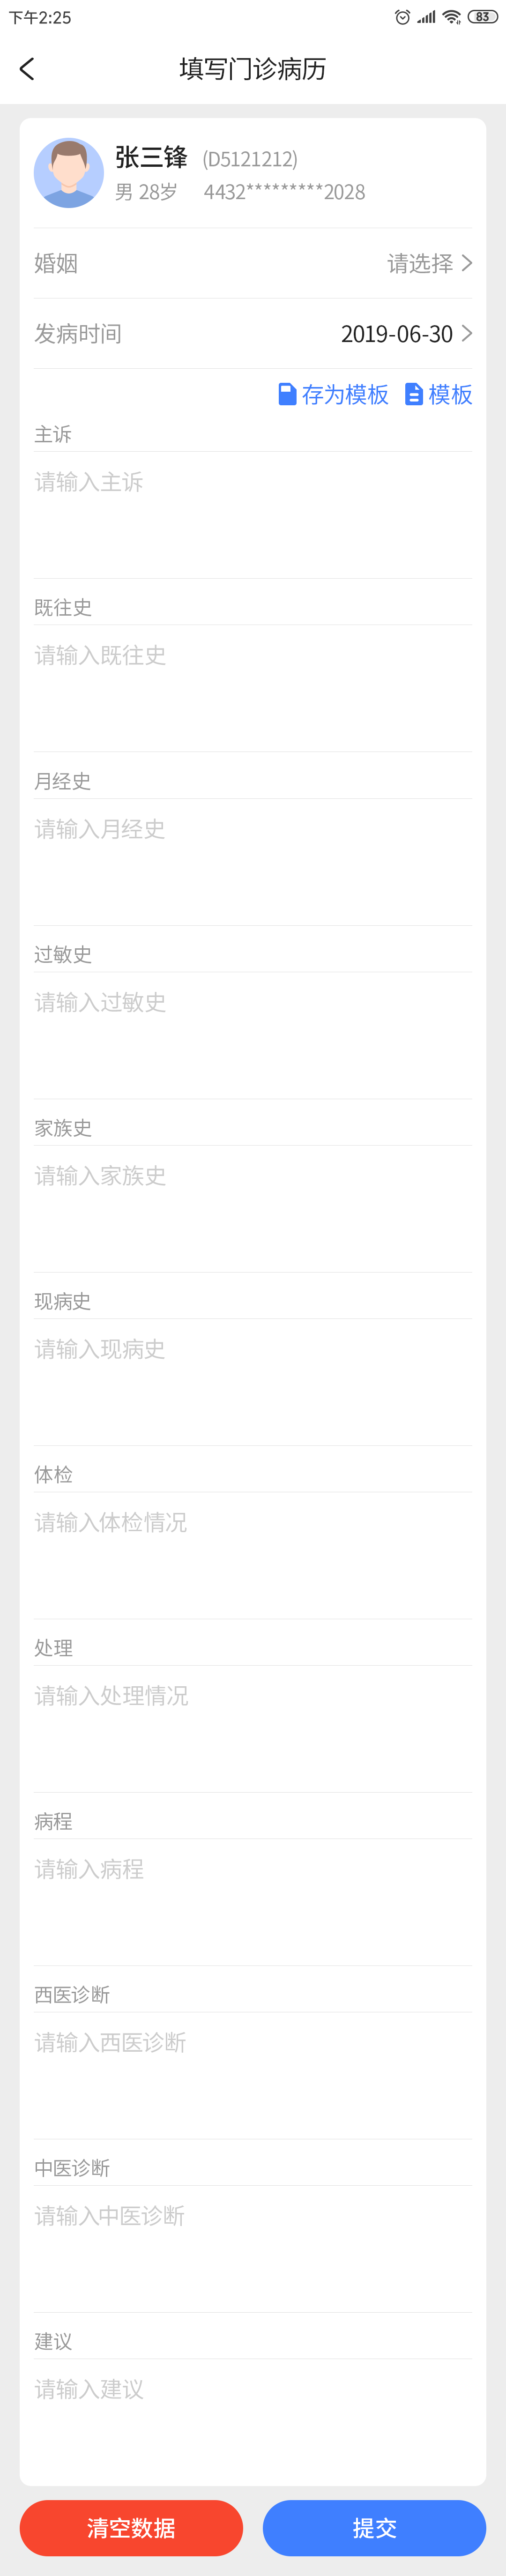 下午2:25
83
填写门诊病历
张三锋 (D5121212)
男 28岁 4432*********2028
婚姻 请选择
发病时间 2019-06-30
存为模板 模板
主诉
请输入主诉
既往史
请输入既往史
月经史
请输入月经史
过敏史
请输入过敏史
家族史
请输入家族史
现病史
请输入现病史
体检
请输入体检情况
处理
请输入处理情况
病程
请输入病程
西医诊断
请输入西医诊断
中医诊断
请输入中医诊断
建议
请输入建议
清空数据 提交